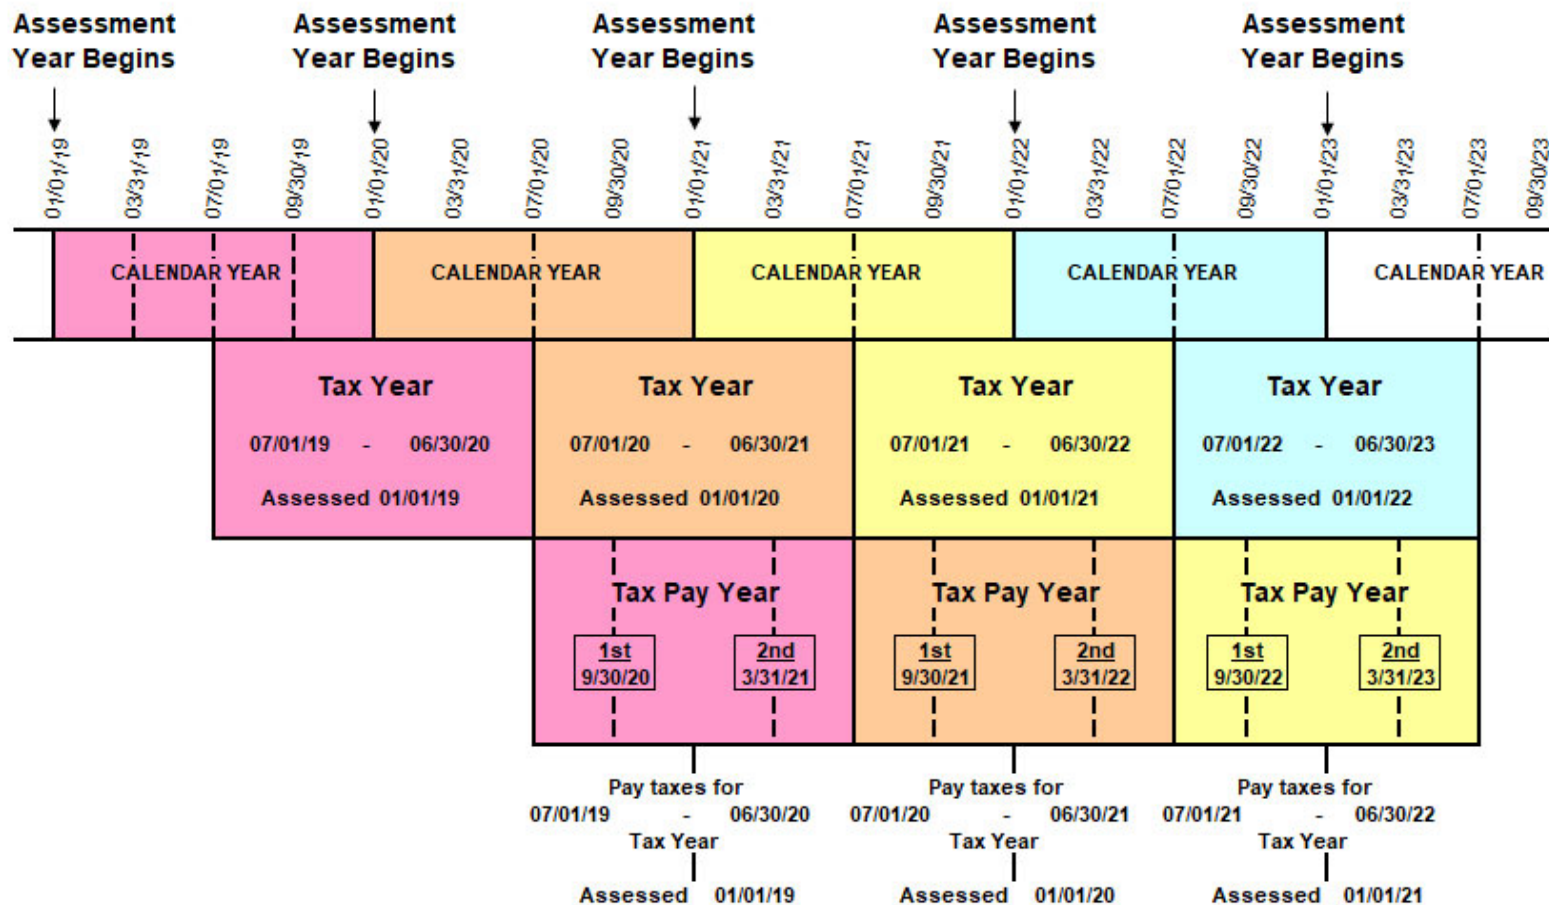 Assessment Assessment Assessment Assessment Assessment
Year Begins Year Begins Year Begins Year Begins Year Begins
01/01/19 03/31/19 07/01/19 09/30/19 01/01/20 03/31/20 07/01/20 09/30/20 01/01/21 03/31/21 07/01/21 09/30/21 01/01/22 03/31/22 07/01/22 09/30/22 01/01/23 03/31/23 07/01/23 09/30/23
CALENDAR YEAR CALENDAR YEAR CALENDAR YEAR CALENDAR YEAR CALENDAR YEAR
Tax Year Tax Year Tax Year Tax Year
07/01/19 - 06/30/20 07/01/20 - 06/30/21 07/01/21 - 06/30/22 07/01/22 - 06/30/23
Assessed 01/01/19 Assessed 01/01/20 Assessed 01/01/21 Assessed 01/01/22
Tax Pay Year Tax Pay Year Tax Pay Year
1st 2nd 1st 2nd 1st 2nd
9/30/20 3/31/21 9/30/21 3/31/22 9/30/22 3/31/23
Pay taxes for Pay taxes for Pay taxes for
07/01/19 - 06/30/20 07/01/20 - 06/30/21 07/01/21 - 06/30/22
Tax Year Tax Year Tax Year
Assessed 01/01/19 Assessed 01/01/20 Assessed 01/01/21